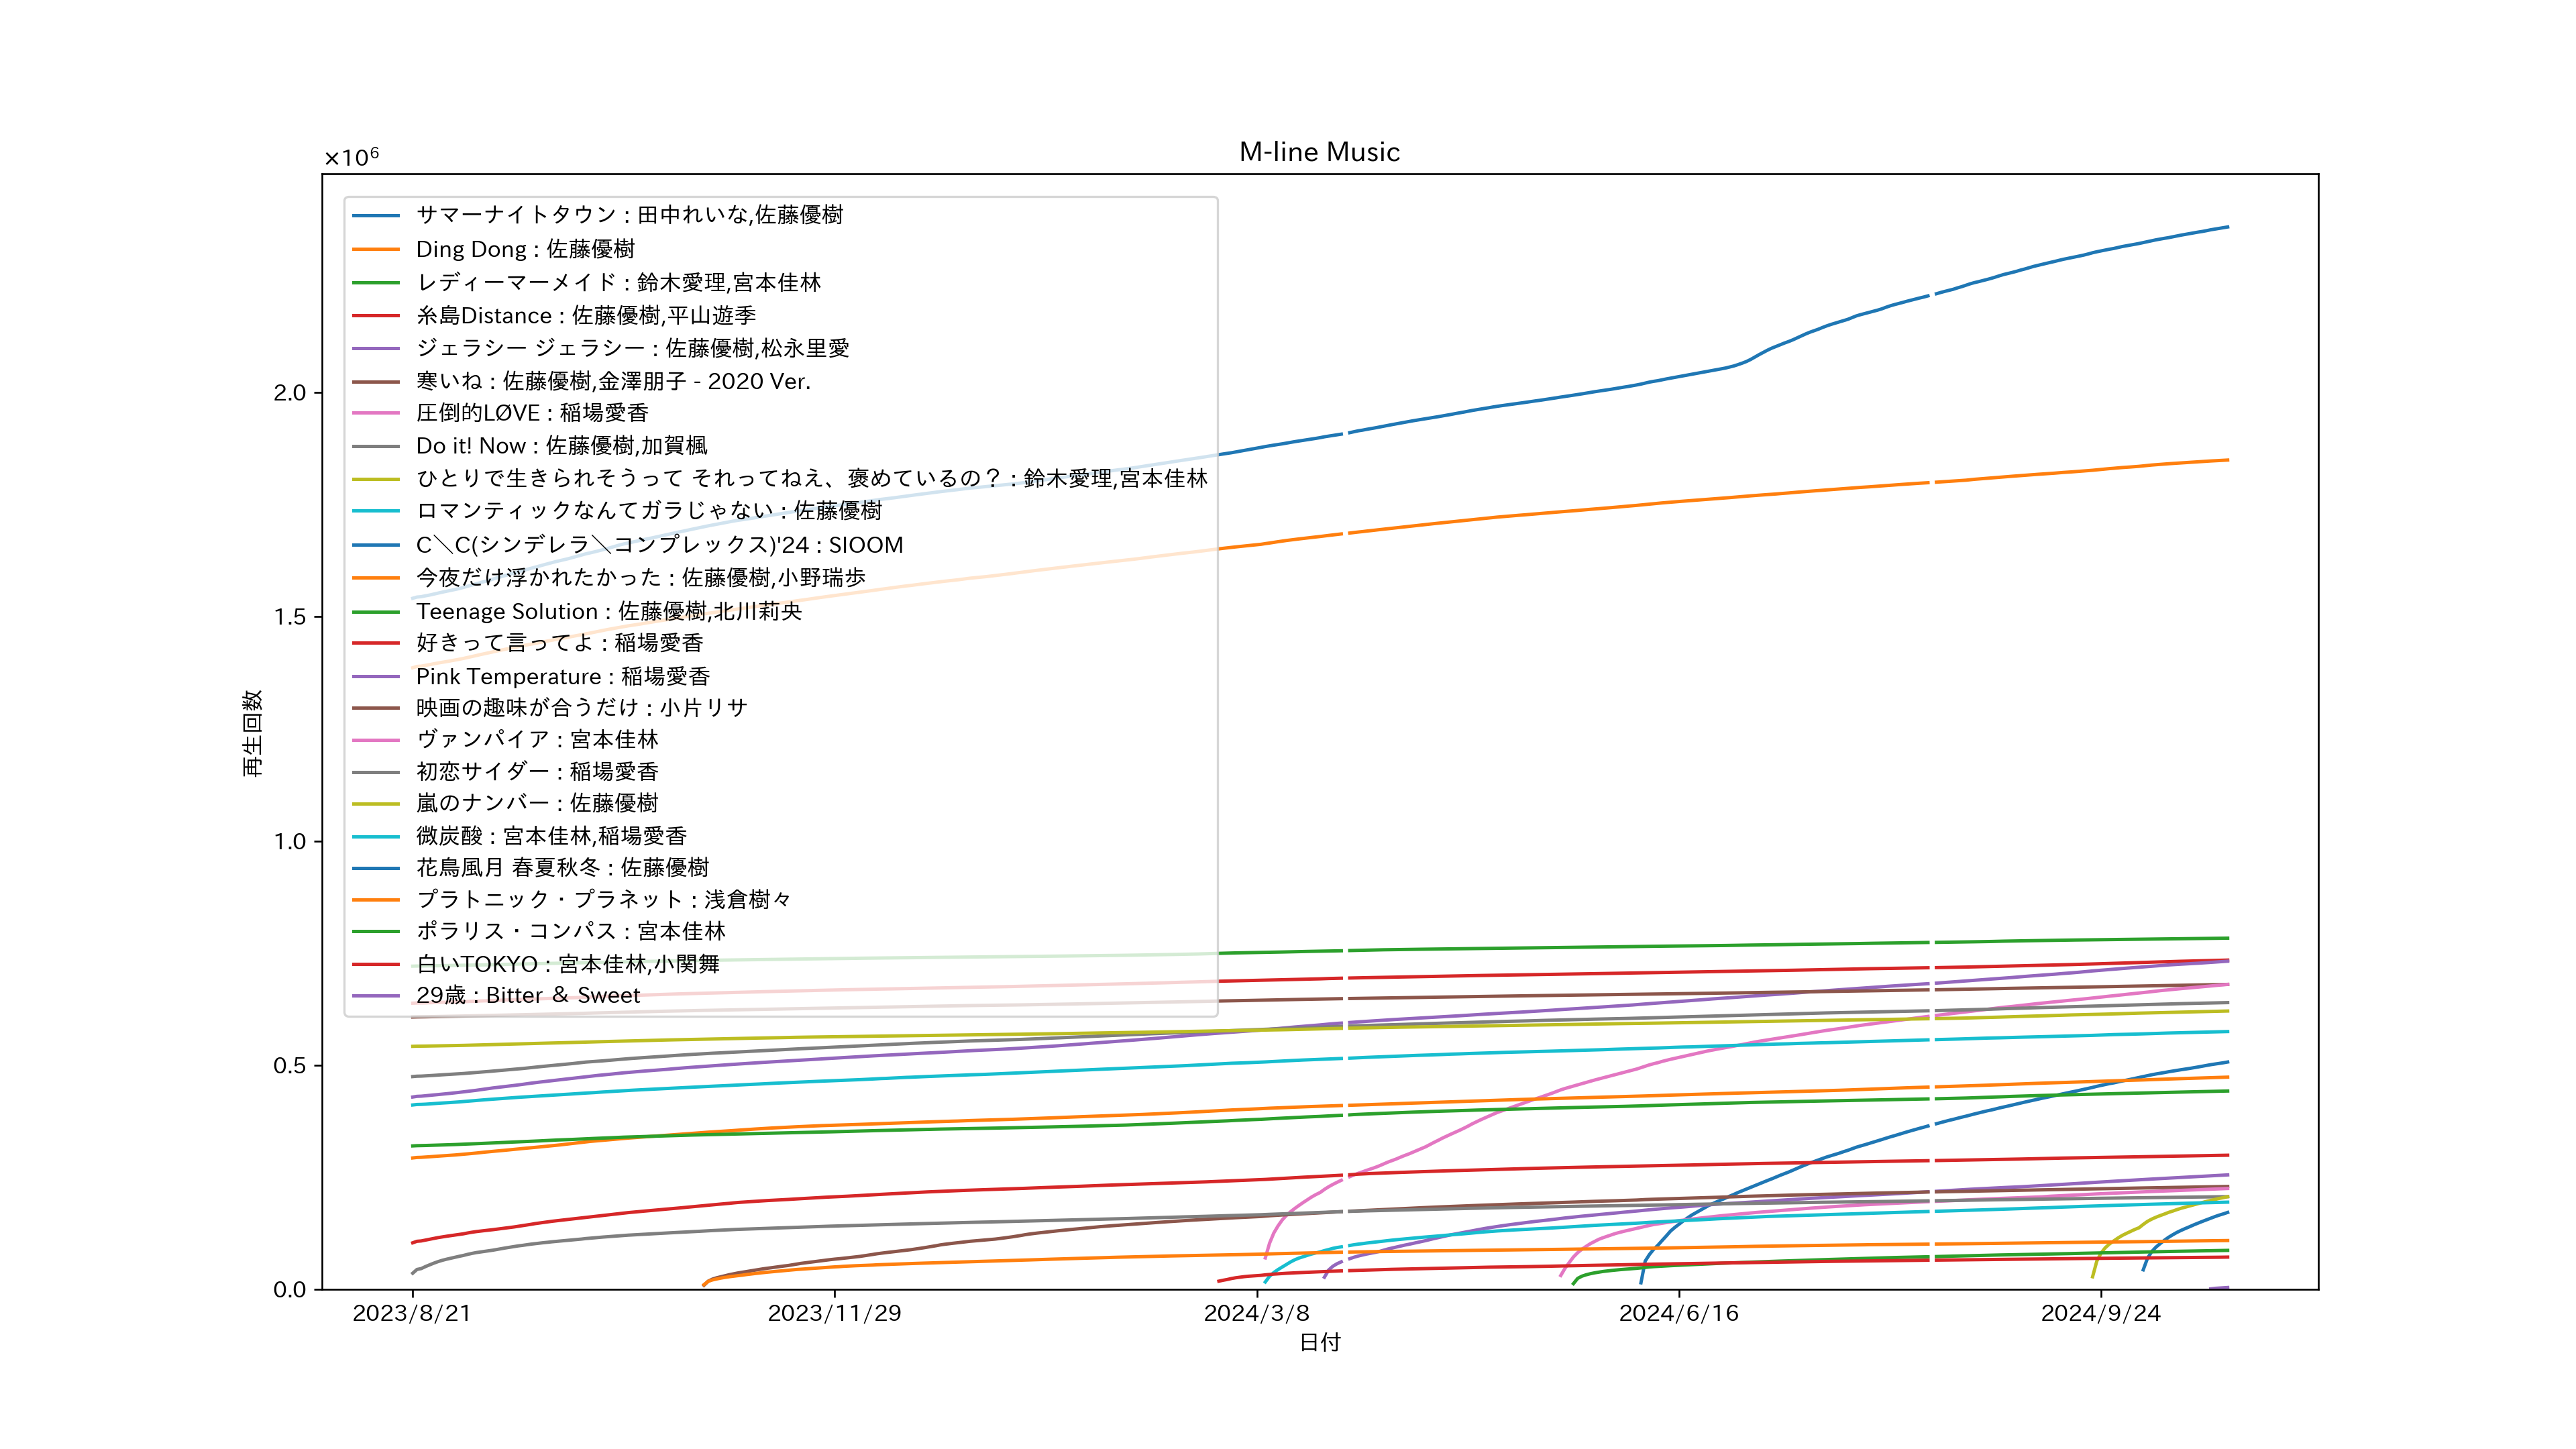 M-line Music
×10⁶
サマーナイトタウン : 田中れいな,佐藤優樹
Ding Dong : 佐藤優樹
レディーマーメイド : 鈴木愛理,宮本佳林
糸島Distance : 佐藤優樹,平山遊季
ジェラシー ジェラシー : 佐藤優樹,松永里愛
寒いね : 佐藤優樹,金澤朋子 - 2020 Ver.
圧倒的LØVE : 稲場愛香
Do it! Now : 佐藤優樹,加賀楓
ひとりで生きられそうって それってねえ、褒めているの？ : 鈴木愛理,宮本佳林
ロマンティックなんてガラじゃない : 佐藤優樹
C＼C(シンデレラ＼コンプレックス)'24 : SIOOM
今夜だけ浮かれたかった : 佐藤優樹,小野瑞歩
Teenage Solution : 佐藤優樹,北川莉央
好きって言ってよ : 稲場愛香
Pink Temperature : 稲場愛香
映画の趣味が合うだけ : 小片リサ
ヴァンパイア : 宮本佳林
初恋サイダー : 稲場愛香
嵐のナンバー : 佐藤優樹
微炭酸 : 宮本佳林,稲場愛香
花鳥風月 春夏秋冬 : 佐藤優樹
プラトニック・プラネット : 浅倉樹々
ポラリス・コンパス : 宮本佳林
白いTOKYO : 宮本佳林,小関舞
29歳 : Bitter ＆ Sweet
再生回数
2.0
1.5
1.0
0.5
0.0
2023/8/21
2023/11/29
2024/3/8
2024/6/16
2024/9/24
日付